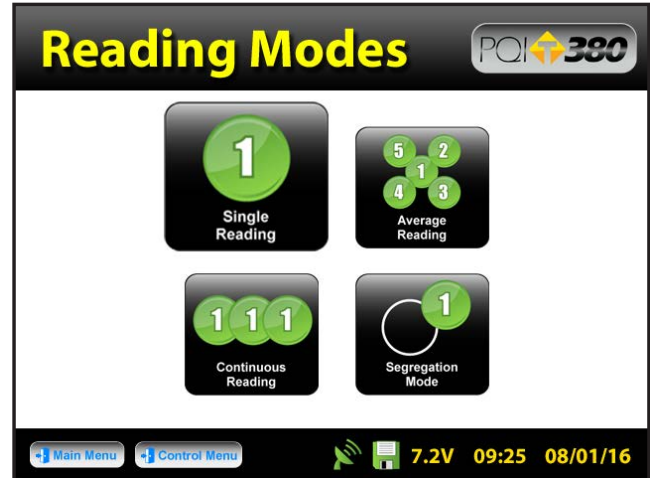 Reading Modes
PQI T 380
1
Single
Reading
5 2
1
4 3
Average
Reading
1 1 1
Continuous
Reading
1
Segregation
Mode
Main Menu Control Menu 7.2V 09:25 08/01/16